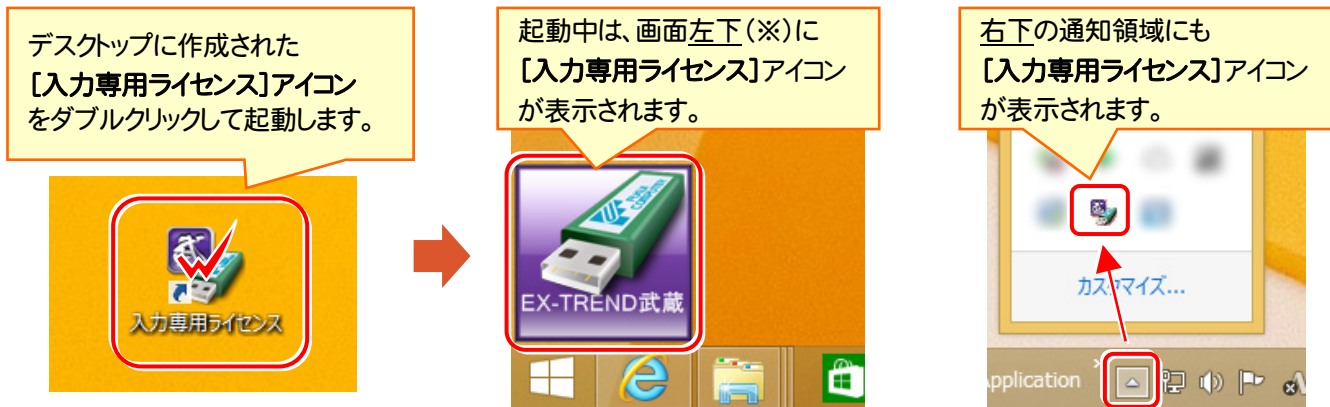 デスクトップに作成された
[入力専用ライセンス]アイコン
をダブルクリックして起動します。
入力専用ライセンス
起動中は、画面左下(※)に
[入力専用ライセンス]アイコン
が表示されます。
FUKUI
COMPUTER
EX-TREND武蔵
右下の通知領域にも
[入力専用ライセンス]アイコン
が表示されます。
カスタマイズ...
pplication